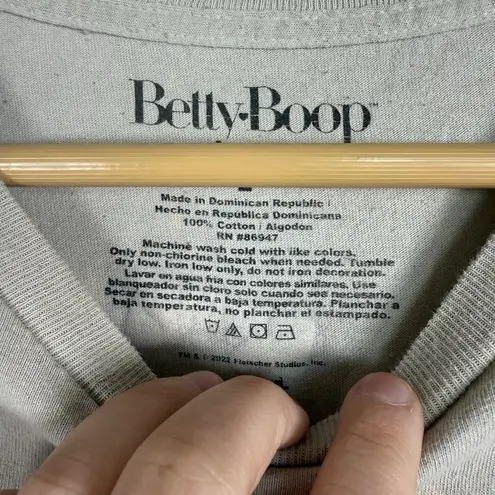 Betty Boop™
Made in Dominican Republic /
Hecho en República Dominicana
100% Cotton / Algodon
RN #86947
Machine wash cold with like colors.
Only non-chlorine bleach when needed. Tumble
dry low. Iron low only, do not iron decoration.
Lavar en agua fria con colores similares. Use
blanqueador sin cloro solo cuando sea necesario.
Secar en secadora a baja temperatura. Planchar a
baja temperatura, no planchar el estampado.
TM & © 2022 Fleischer Studios, Inc.